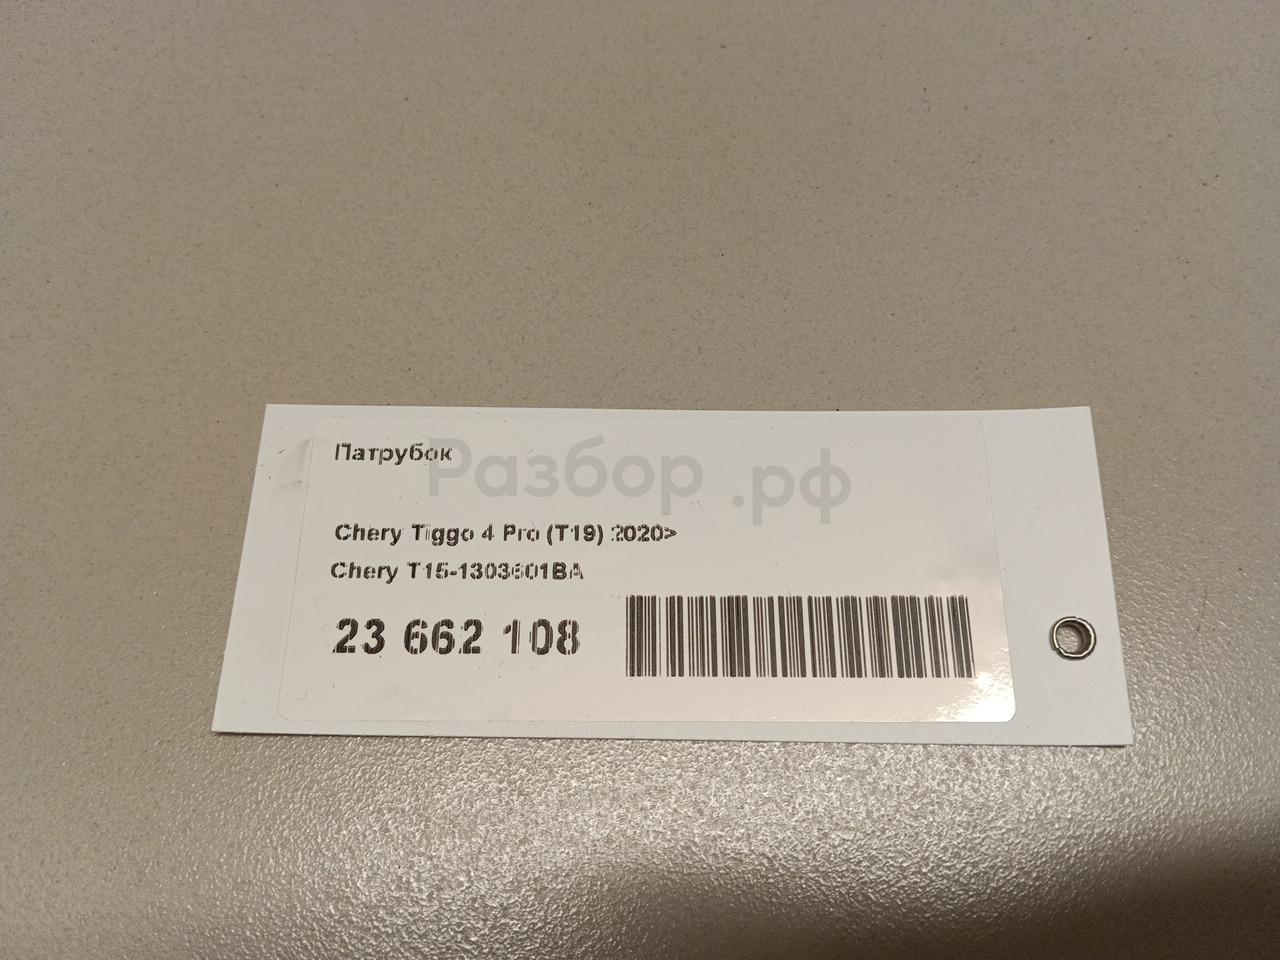 Патрубок
Разбор.рф
Chery Tiggo 4 Pro (T19) 2020>
Chery T15-1303601BA
23 662 108